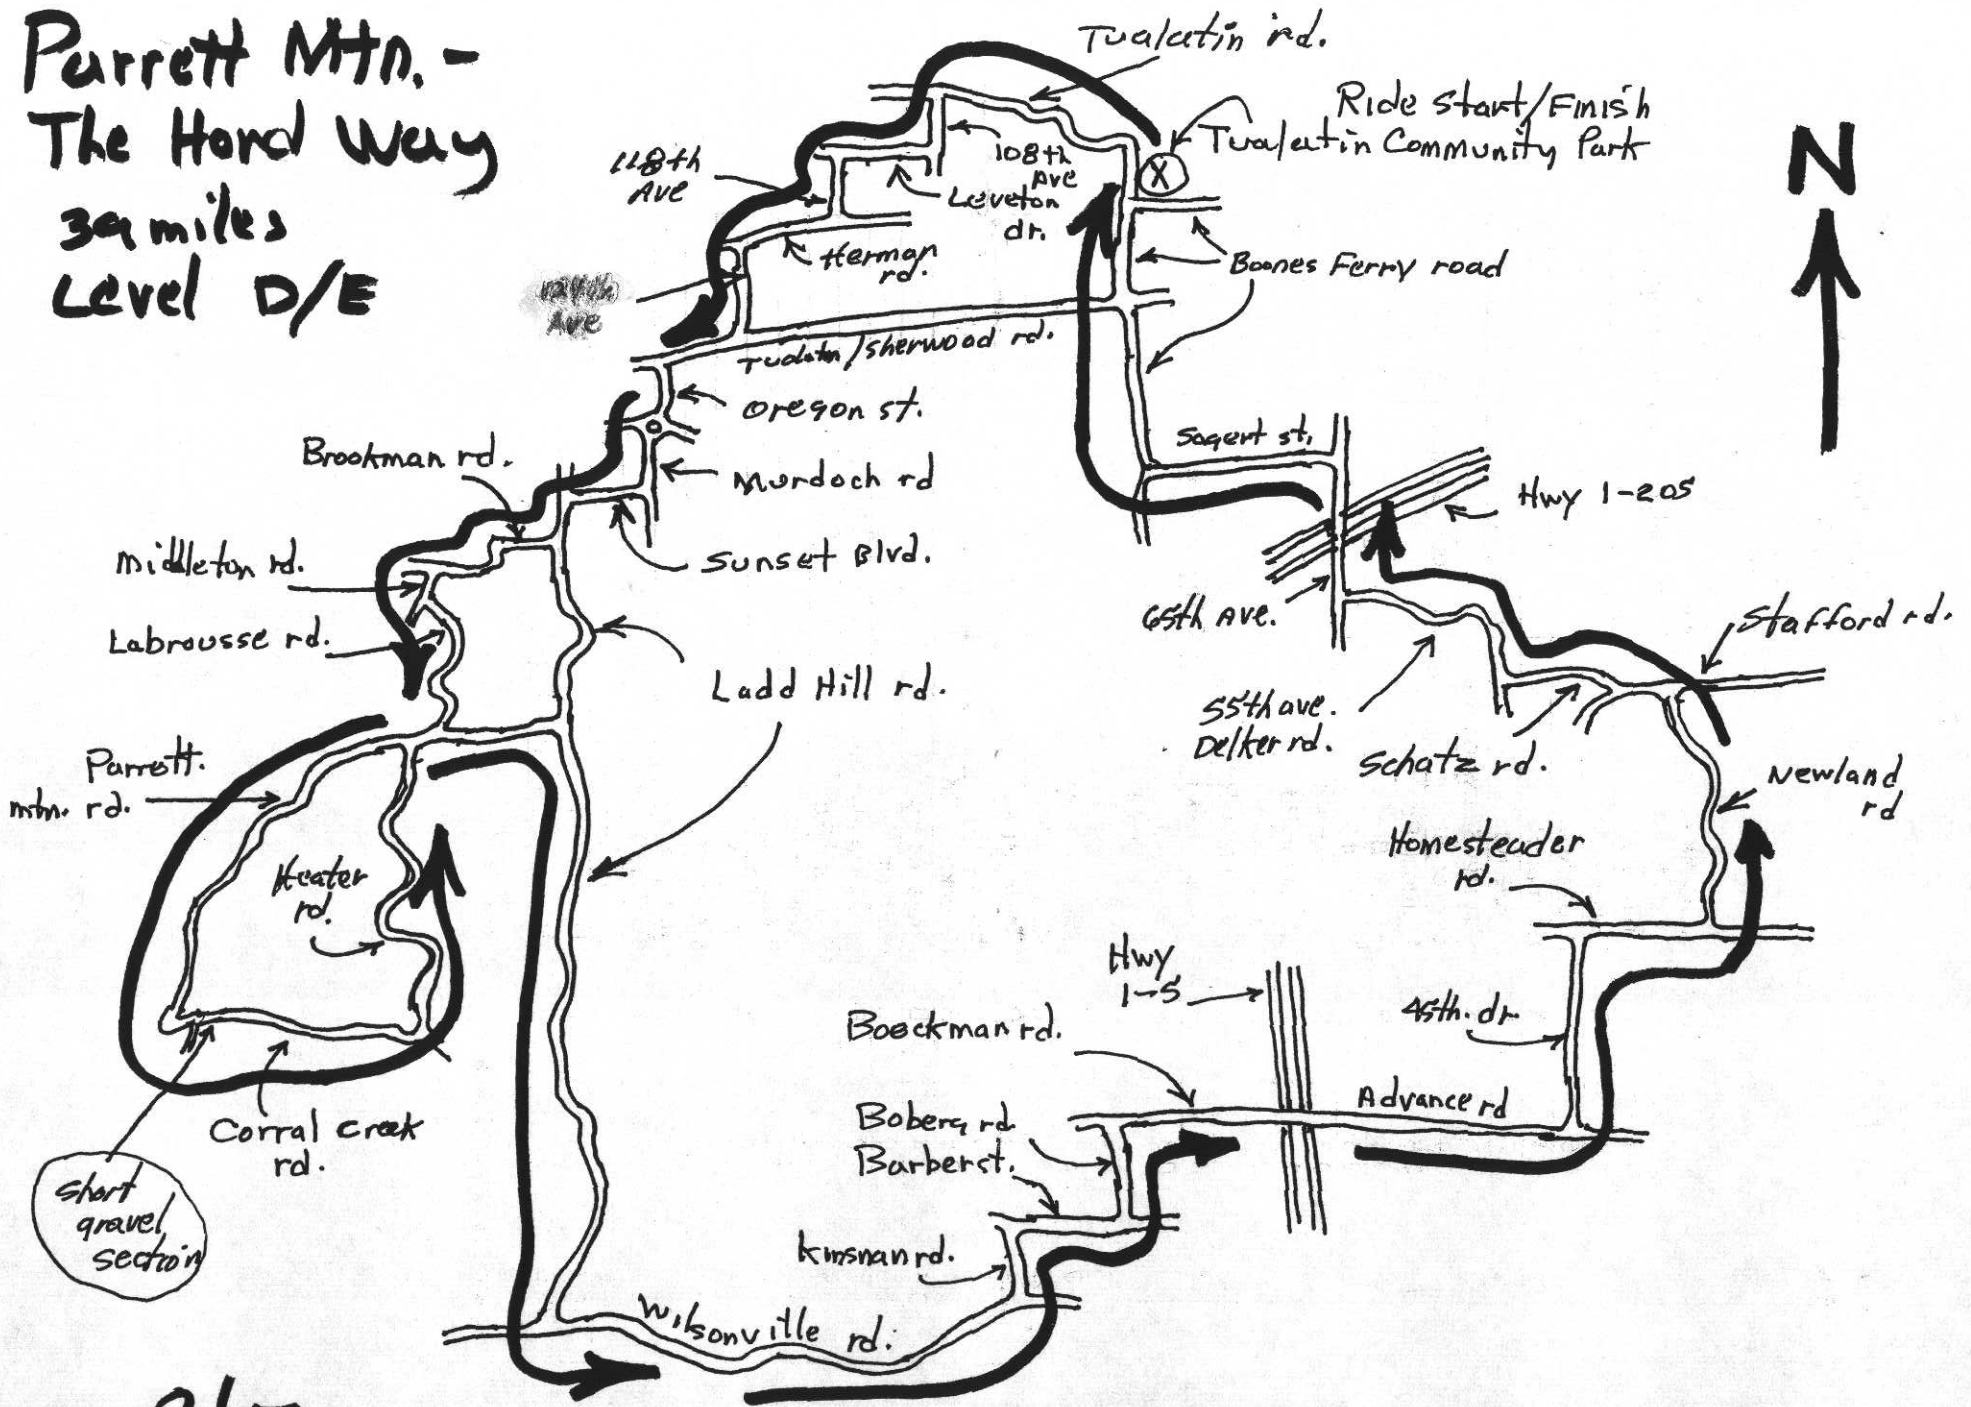 Parrett Mtn. -
The Hard Way
39 miles
Level D/E
Tualatin rd.
Ride Start/Finish
Tualatin Community Park
X
N
118th
Ave
108th
Ave
Leveton
dr.
Herman
rd.
124th
Ave
Boones Ferry road
Tualatin/Sherwood rd.
Oregon st.
Brookman rd.
Murdoch rd
Sagert st.
Hwy I-205
Middleton rd.
Sunset Blvd.
65th Ave.
Stafford rd.
Labrousse rd.
Ladd Hill rd.
55th ave.
Delker rd.
Schatz rd.
Parrett.
mtn. rd.
Newland
rd
Homesteader
rd.
Heater
rd.
Hwy
I-5
45th. dr
Boeckman rd.
Advance rd
Boberg rd
Barber st.
Corral Creek
rd.
Short
gravel
section
Kinsman rd.
Wilsonville rd.